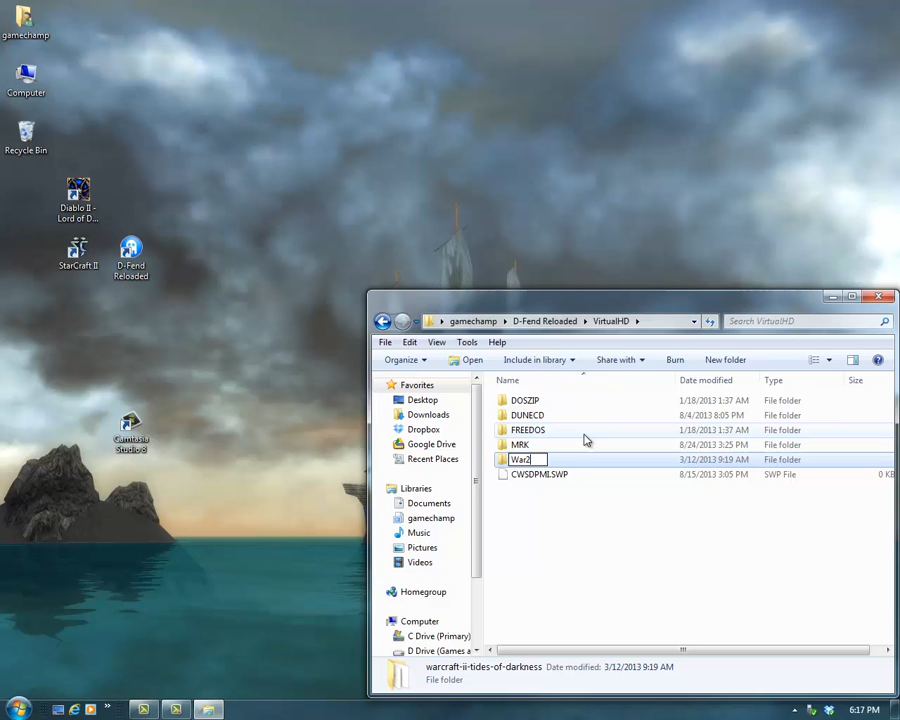 gamechamp
Computer
Recycle Bin
Diablo II -
Lord of D...
StarCraft II
D-Fend
Reloaded
Camtasia
Studio 8
gamechamp
D-Fend Reloaded
VirtualHD
Search VirtualHD
File
Edit
View
Tools
Help
Organize
Open
Include in library
Share with
Burn
New folder
Favorites
Desktop
Downloads
Dropbox
Google Drive
Recent Places
Libraries
Documents
gamechamp
Music
Pictures
Videos
Homegroup
Computer
C Drive (Primary)
D Drive (Games a
Name
Date modified
Type
Size
DOSZIP
1/18/2013 1:37 AM
File folder
DUNECD
8/4/2013 8:05 PM
File folder
FREEDOS
1/18/2013 1:37 AM
File folder
MRK
8/24/2013 3:25 PM
File folder
War2
3/12/2013 9:19 AM
File folder
CWSDPMI.SWP
8/15/2013 3:05 PM
SWP File
0 KB
warcraft-ii-tides-of-darkness
Date modified: 3/12/2013 9:19 AM
File folder
6:17 PM